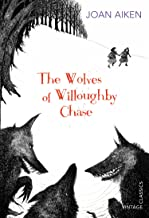 JOAN AIKEN
The Wolves
of Willoughby
Chase
VINTAGE CLASSICS